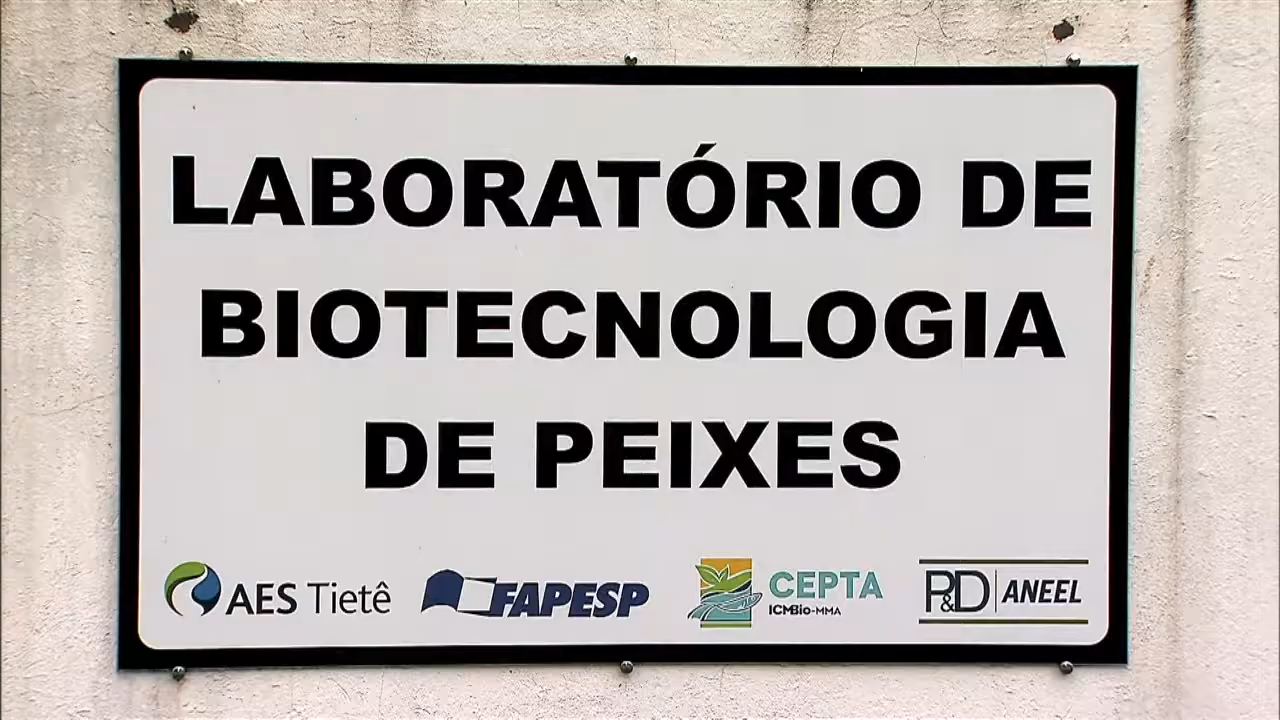 LABORATÓRIO DE
BIOTECNOLOGIA
DE PEIXES
AES Tietê FAPESP CEPTA P&D ANEEL
ICMBio-MMA